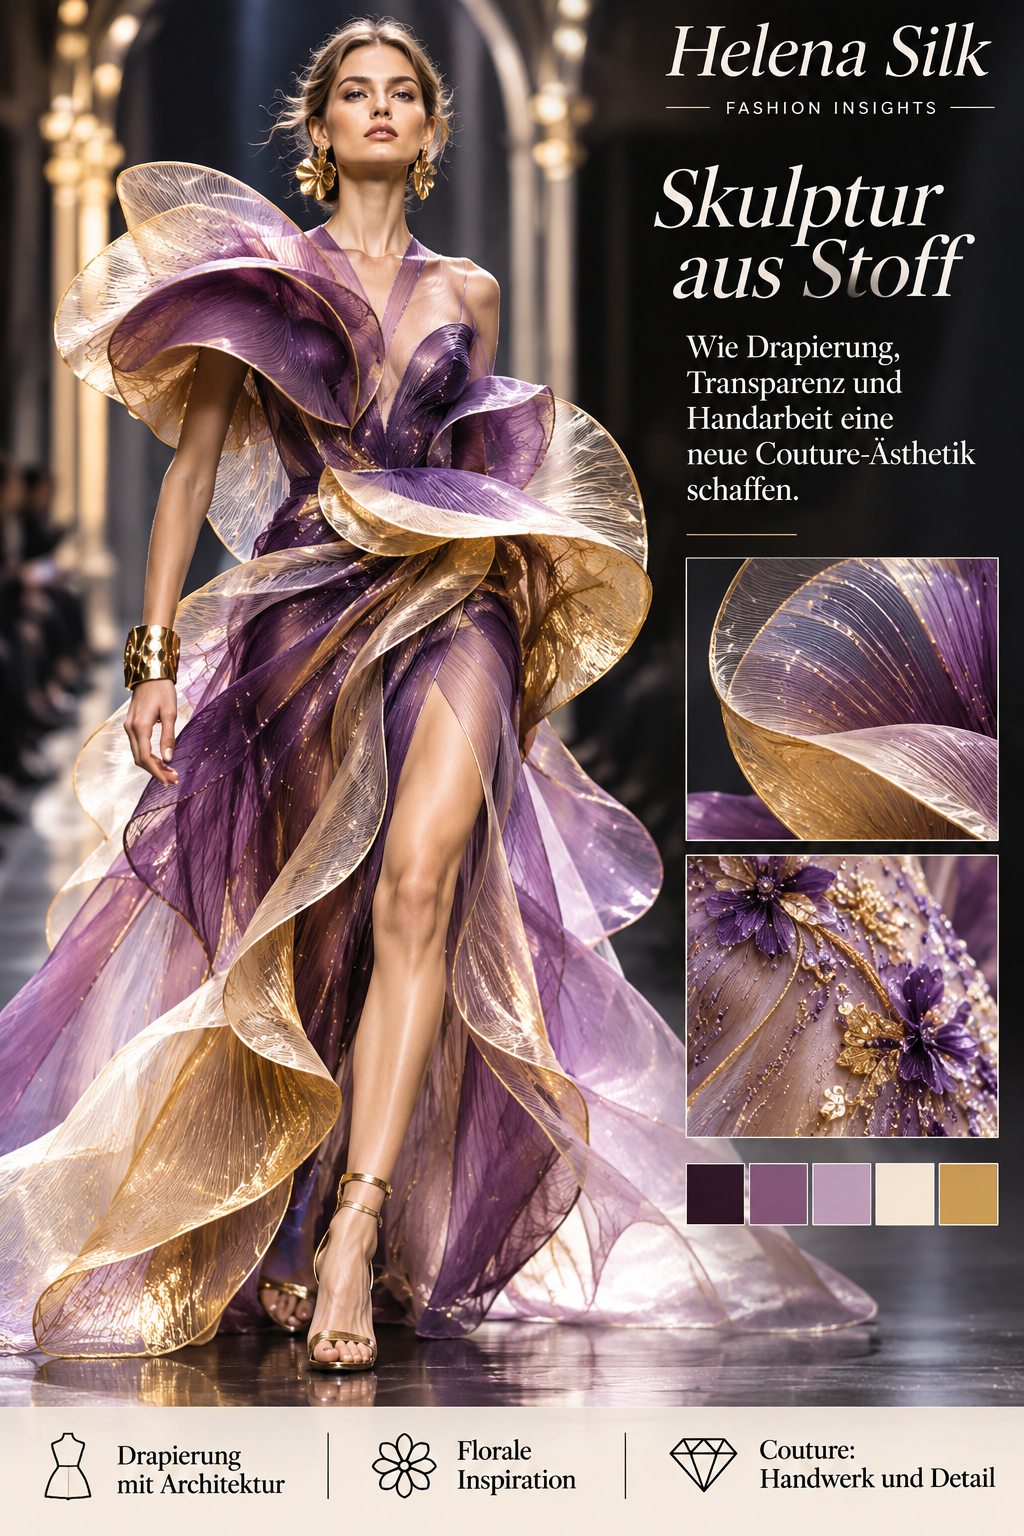 Helena Silk
FASHION INSIGHTS
Skulptur
aus Stoff
Wie Drapierung,
Transparenz und
Handarbeit eine
neue Couture-Ästhetik
schaffen.
Drapierung
mit Architektur
Florale
Inspiration
Couture:
Handwerk und Detail